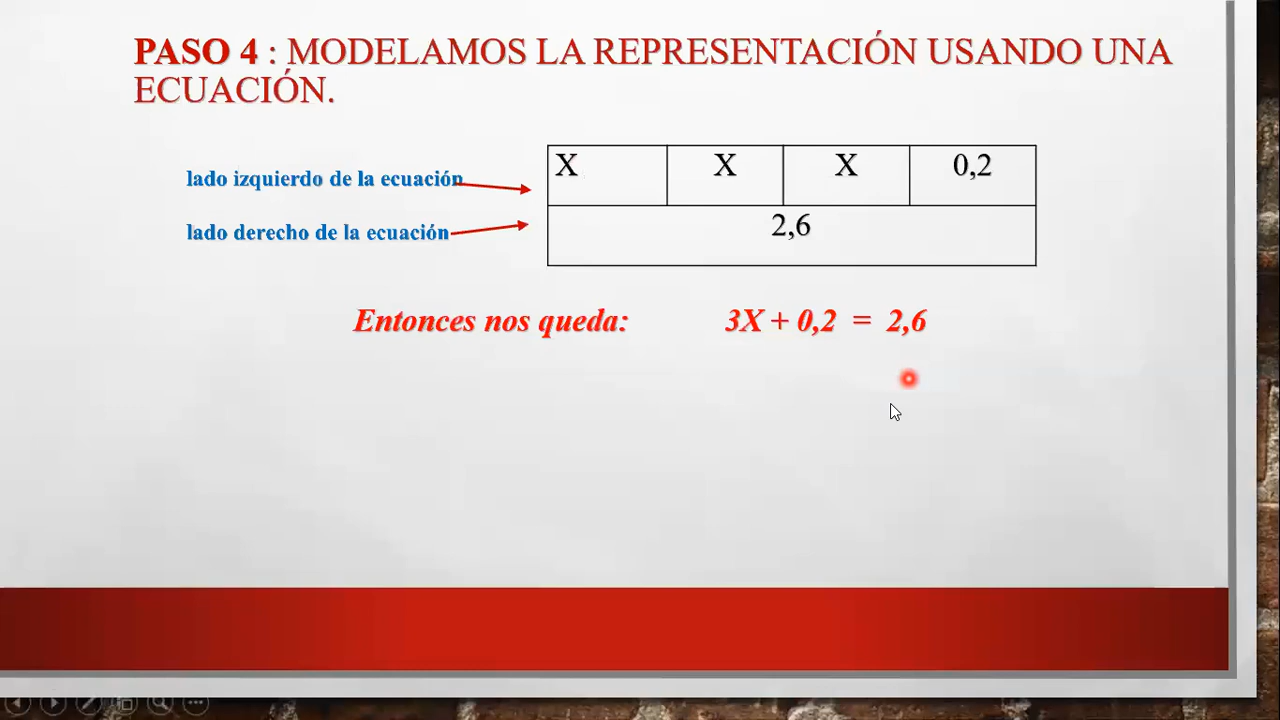 PASO 4 : MODELAMOS LA REPRESENTACIÓN USANDO UNA
ECUACIÓN.
lado izquierdo de la ecuación
X X X 0,2
lado derecho de la ecuación
2,6
Entonces nos queda: 3X + 0,2 = 2,6